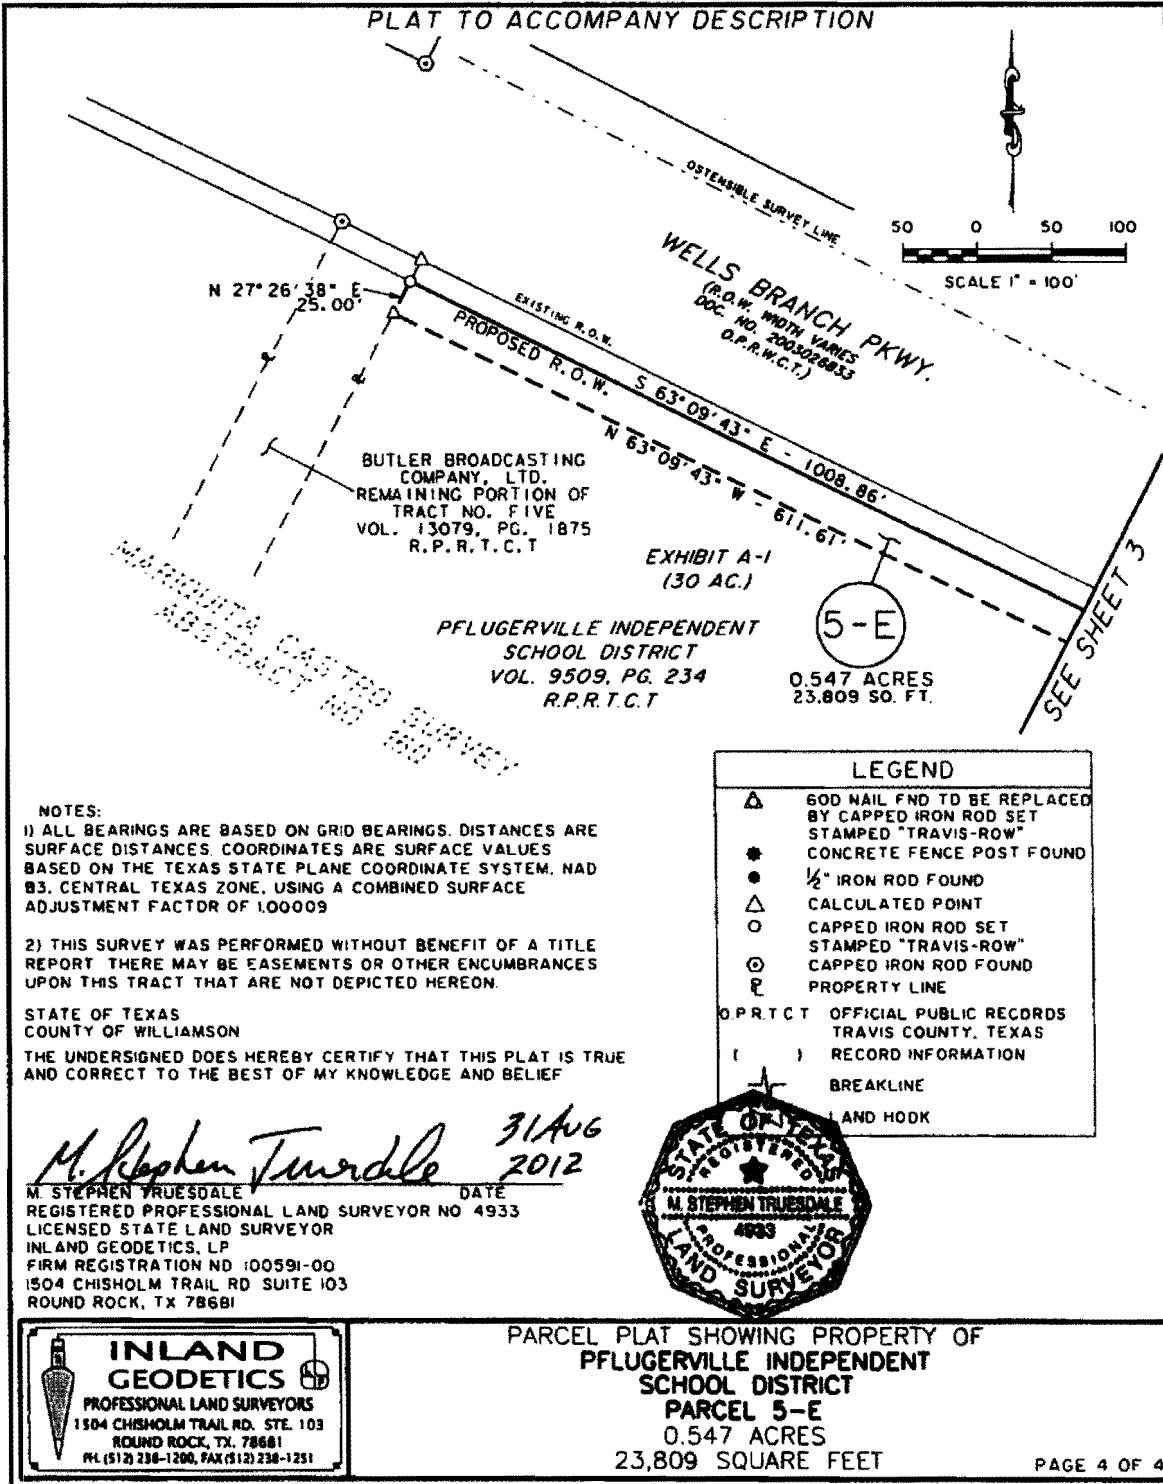 PLAT TO ACCOMPANY DESCRIPTION
OSTENSIBLE SURVEY LINE
50 0 50 100
SCALE 1" = 100'
WELLS BRANCH PKWY.
(R.O.W. WIDTH VARIES
DOC. NO. 2003026833
O.P.R.W.C.T.)
N 27°26'38" E
25.00'
EXISTING R.O.W.
PROPOSED R.O.W.
S 63°09'43" E - 1008.86'
N 63°09'43" W - 611.61'
BUTLER BROADCASTING
COMPANY, LTD.
REMAINING PORTION OF
TRACT NO. FIVE
VOL. 13079, PG. 1875
R.P.R.T.C.T
EXHIBIT A-1
(30 AC.)
5-E
0.547 ACRES
23,809 SQ. FT.
SEE SHEET 3
PFLUGERVILLE INDEPENDENT
SCHOOL DISTRICT
VOL. 9509, PG. 234
R.P.R.T.C.T
CASTRO SURVEY
ABSTRACT NO
LEGEND
60D NAIL FND TO BE REPLACED
BY CAPPED IRON ROD SET
STAMPED "TRAVIS-ROW"
CONCRETE FENCE POST FOUND
½" IRON ROD FOUND
CALCULATED POINT
CAPPED IRON ROD SET
STAMPED "TRAVIS-ROW"
CAPPED IRON ROD FOUND
PROPERTY LINE
O.P.R.T.C.T OFFICIAL PUBLIC RECORDS
TRAVIS COUNTY, TEXAS
( ) RECORD INFORMATION
BREAKLINE
LAND HOOK
NOTES:
1) ALL BEARINGS ARE BASED ON GRID BEARINGS. DISTANCES ARE
SURFACE DISTANCES. COORDINATES ARE SURFACE VALUES
BASED ON THE TEXAS STATE PLANE COORDINATE SYSTEM, NAD
83, CENTRAL TEXAS ZONE, USING A COMBINED SURFACE
ADJUSTMENT FACTOR OF 1.00009
2) THIS SURVEY WAS PERFORMED WITHOUT BENEFIT OF A TITLE
REPORT THERE MAY BE EASEMENTS OR OTHER ENCUMBRANCES
UPON THIS TRACT THAT ARE NOT DEPICTED HEREON.
STATE OF TEXAS
COUNTY OF WILLIAMSON
THE UNDERSIGNED DOES HEREBY CERTIFY THAT THIS PLAT IS TRUE
AND CORRECT TO THE BEST OF MY KNOWLEDGE AND BELIEF
M. Stephen Truesdale 31 AUG
2012
M. STEPHEN TRUESDALE DATE
REGISTERED PROFESSIONAL LAND SURVEYOR NO 4933
LICENSED STATE LAND SURVEYOR
INLAND GEODETICS, LP
FIRM REGISTRATION NO 100591-00
1504 CHISHOLM TRAIL RD SUITE 103
ROUND ROCK, TX 78681
STATE OF TEXAS
REGISTERED
M. STEPHEN TRUESDALE
4933
PROFESSIONAL
LAND SURVEYOR
INLAND
GEODETICS
PROFESSIONAL LAND SURVEYORS
1504 CHISHOLM TRAIL RD. STE. 103
ROUND ROCK, TX. 78681
PH. (512) 238-1200, FAX (512) 238-1251
PARCEL PLAT SHOWING PROPERTY OF
PFLUGERVILLE INDEPENDENT
SCHOOL DISTRICT
PARCEL 5-E
0.547 ACRES
23,809 SQUARE FEET
PAGE 4 OF 4